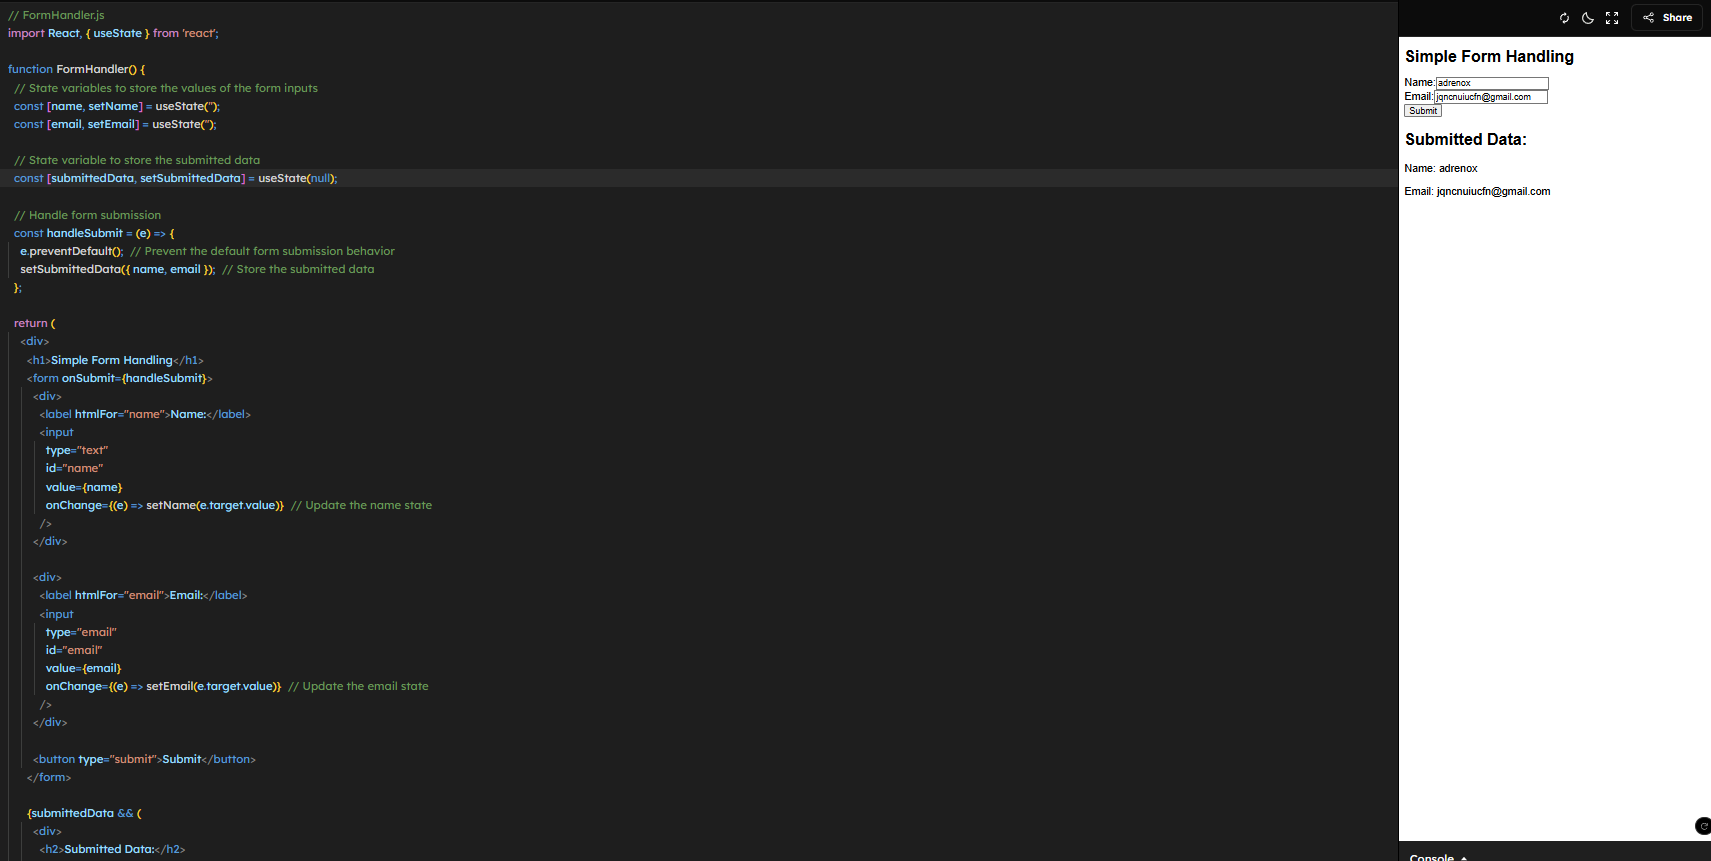 // FormHandler.js
import React, { useState } from 'react';
function FormHandler() {
// State variables to store the values of the form inputs
const [name, setName] = useState('');
const [email, setEmail] = useState('');
// State variable to store the submitted data
const [submittedData, setSubmittedData] = useState(null);
// Handle form submission
const handleSubmit = (e) => {
e.preventDefault(); // Prevent the default form submission behavior
setSubmittedData({ name, email }); // Store the submitted data
};
return (
<div>
<h1>Simple Form Handling</h1>
<form onSubmit={handleSubmit}>
<div>
<label htmlFor="name">Name:</label>
<input
type="text"
id="name"
value={name}
onChange={(e) => setName(e.target.value)} // Update the name state
/>
</div>
<div>
<label htmlFor="email">Email:</label>
<input
type="email"
id="email"
value={email}
onChange={(e) => setEmail(e.target.value)} // Update the email state
/>
</div>
<button type="submit">Submit</button>
</form>
{submittedData && (
<div>
<h2>Submitted Data:</h2>
Share
Simple Form Handling
Name: adrenox
Email: jqncnuiucfn@gmail.com
Submit
Submitted Data:
Name: adrenox
Email: jqncnuiucfn@gmail.com
Console